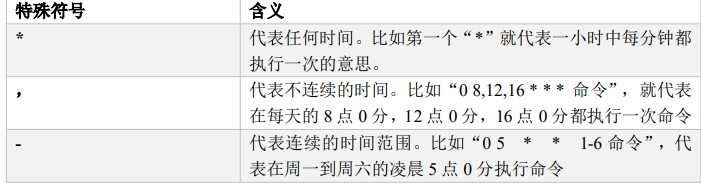 特殊符号 含义
* 代表任何时间。比如第一个“*”就代表一小时中每分钟都
执行一次的意思。
， 代表不连续的时间。比如“0 8,12,16 * * * 命令”，就代表
在每天的 8 点 0 分，12 点 0 分，16 点 0 分都执行一次命令
- 代表连续的时间范围。比如“0 5 * * 1-6 命令”，代
表在周一到周六的凌晨 5 点 0 分执行命令